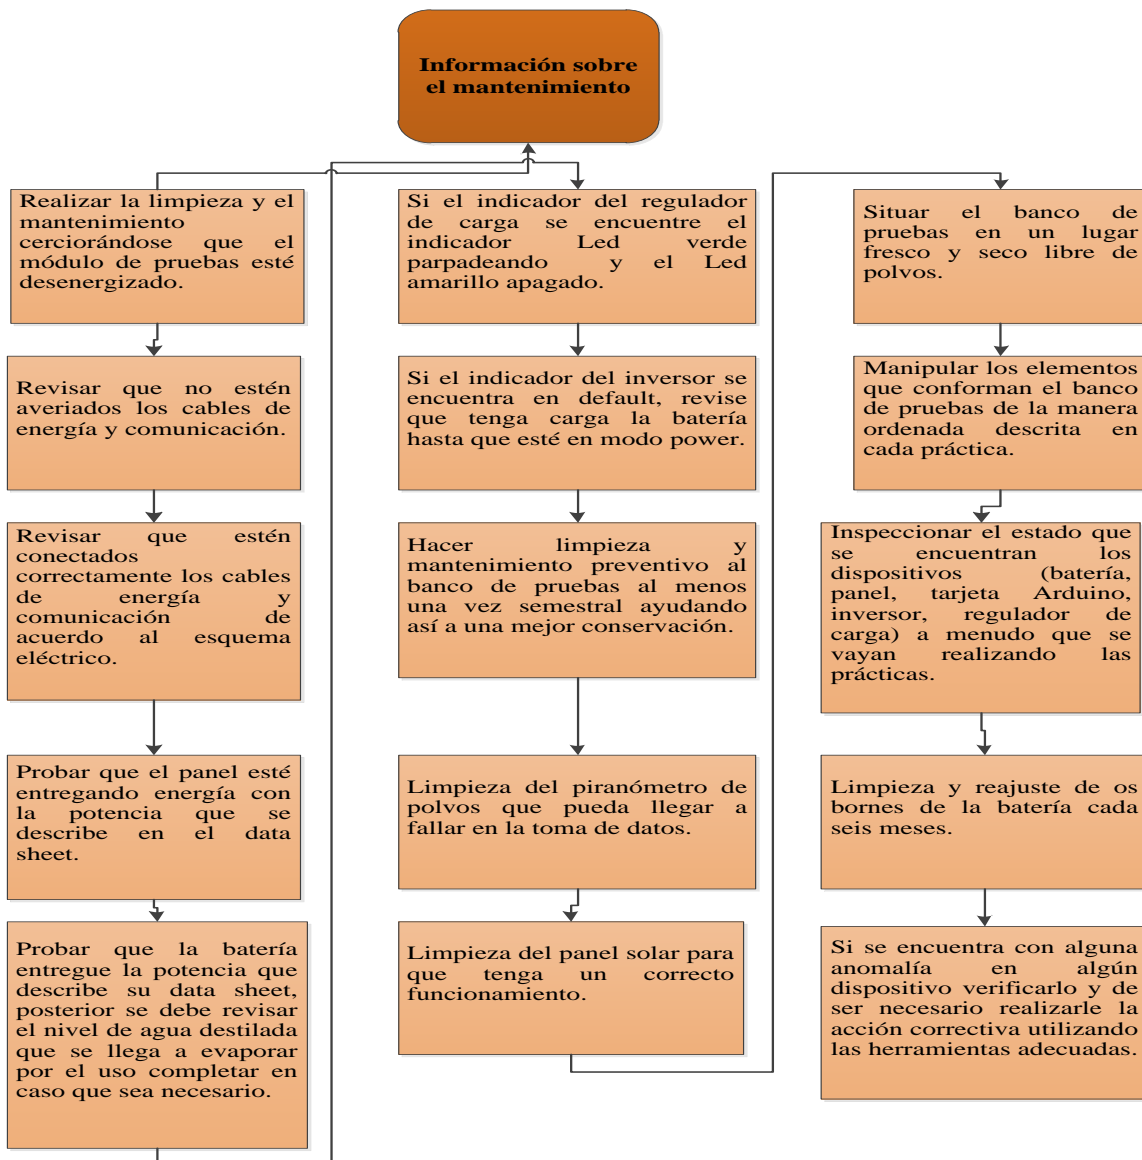 Información sobre
el mantenimiento
Realizar la limpieza y el
mantenimiento
cerciorándose que el
módulo de pruebas esté
desenergizado.
Revisar que no estén
averiados los cables de
energía y comunicación.
Revisar que estén
conectados
correctamente los cables
de energía y
comunicación de
acuerdo al esquema
eléctrico.
Probar que el panel esté
entregando energía con
la potencia que se
describe en el data
sheet.
Probar que la batería
entregue la potencia que
describe su data sheet,
posterior se debe revisar
el nivel de agua destilada
que se llega a evaporar
por el uso completar en
caso que sea necesario.
Si el indicador del regulador
de carga se encuentre el
indicador Led verde
parpadeando y el Led
amarillo apagado.
Si el indicador del inversor se
encuentra en default, revise
que tenga carga la batería
hasta que esté en modo power.
Hacer limpieza y
mantenimiento preventivo al
banco de pruebas al menos
una vez semestral ayudando
así a una mejor conservación.
Limpieza del piranómetro de
polvos que pueda llegar a
fallar en la toma de datos.
Limpieza del panel solar para
que tenga un correcto
funcionamiento.
Situar el banco de
pruebas en un lugar
fresco y seco libre de
polvos.
Manipular los elementos
que conforman el banco
de pruebas de la manera
ordenada descrita en
cada práctica.
Inspeccionar el estado que
se encuentran los
dispositivos (batería,
panel, tarjeta Arduino,
inversor, regulador de
carga) a menudo que se
vayan realizando las
prácticas.
Limpieza y reajuste de os
bornes de la batería cada
seis meses.
Si se encuentra con alguna
anomalía en algún
dispositivo verificarlo y de
ser necesario realizarle la
acción correctiva utilizando
las herramientas adecuadas.